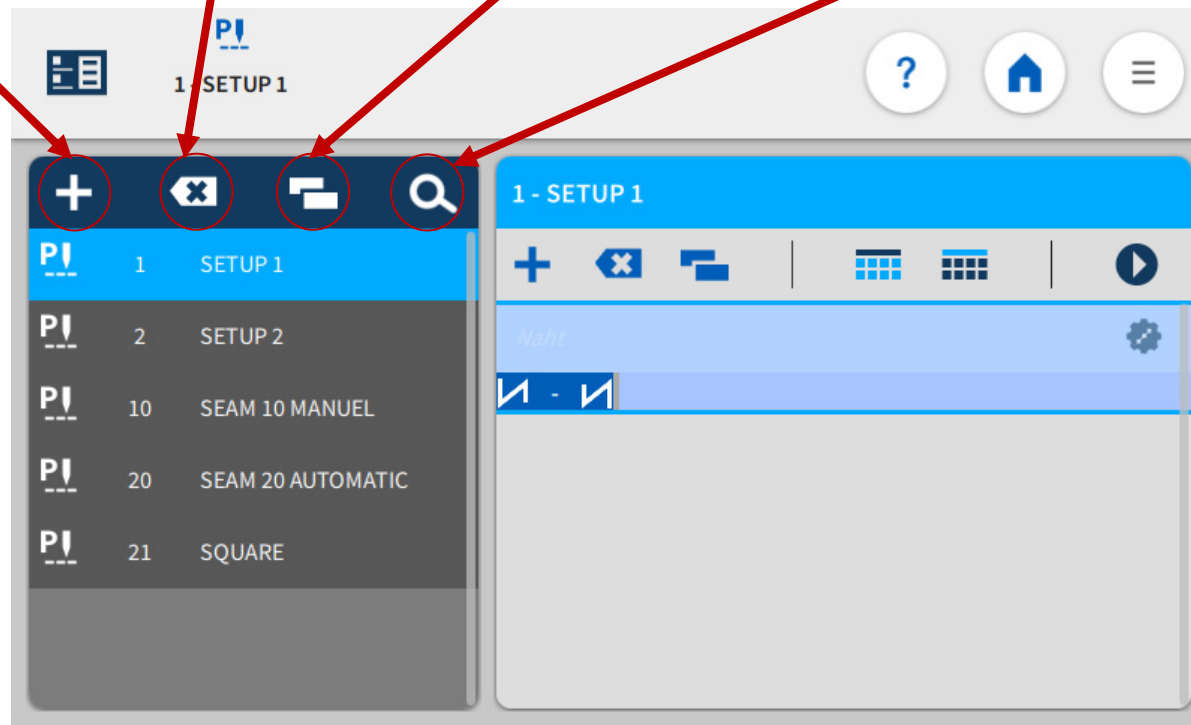 P
1 - SETUP 1
?
1 - SETUP 1
P 1 SETUP 1
P 2 SETUP 2
Naht
P 10 SEAM 10 MANUEL
P 20 SEAM 20 AUTOMATIC
P 21 SQUARE